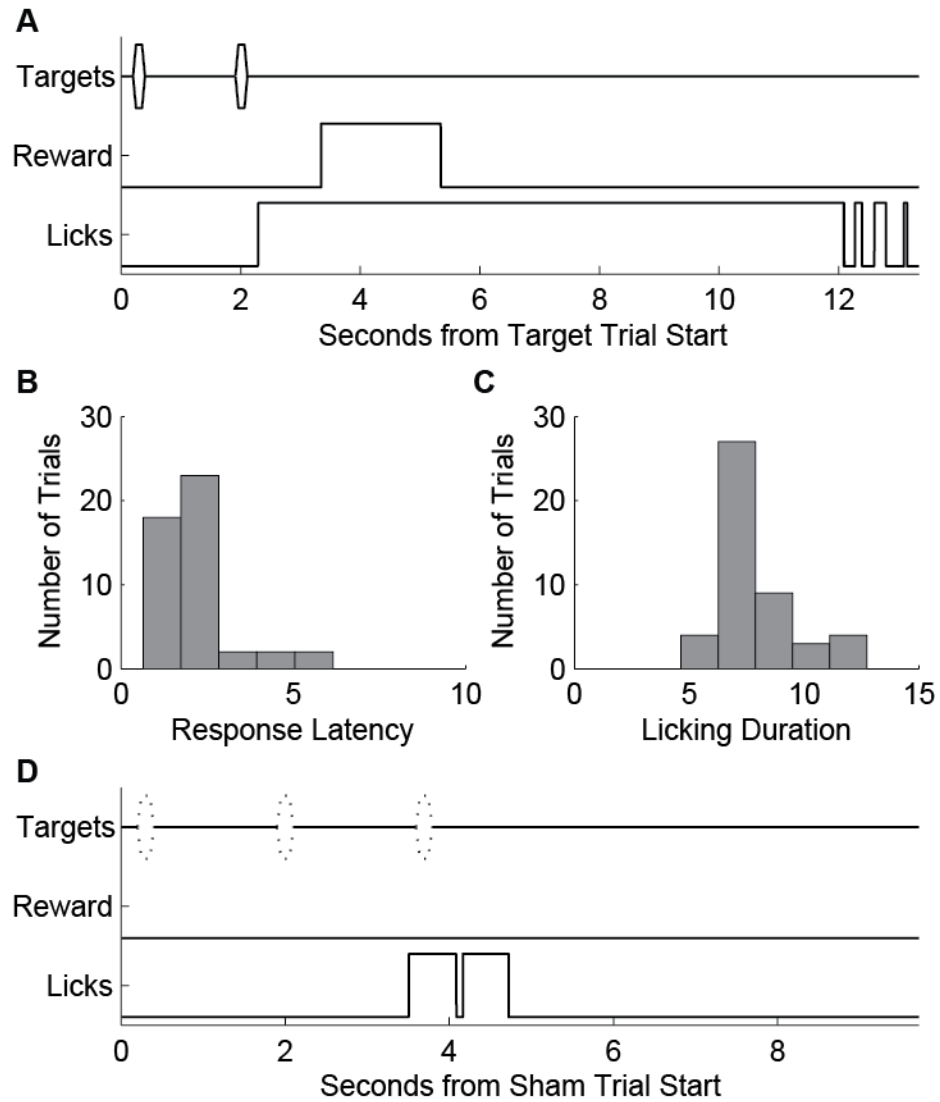 A
Targets
Reward
Licks
0 2 4 6 8 10 12
Seconds from Target Trial Start
B
Number of Trials
30
20
10
0
0 5 10
Response Latency
C
Number of Trials
30
20
10
0
0 5 10 15
Licking Duration
D
Targets
Reward
Licks
0 2 4 6 8
Seconds from Sham Trial Start